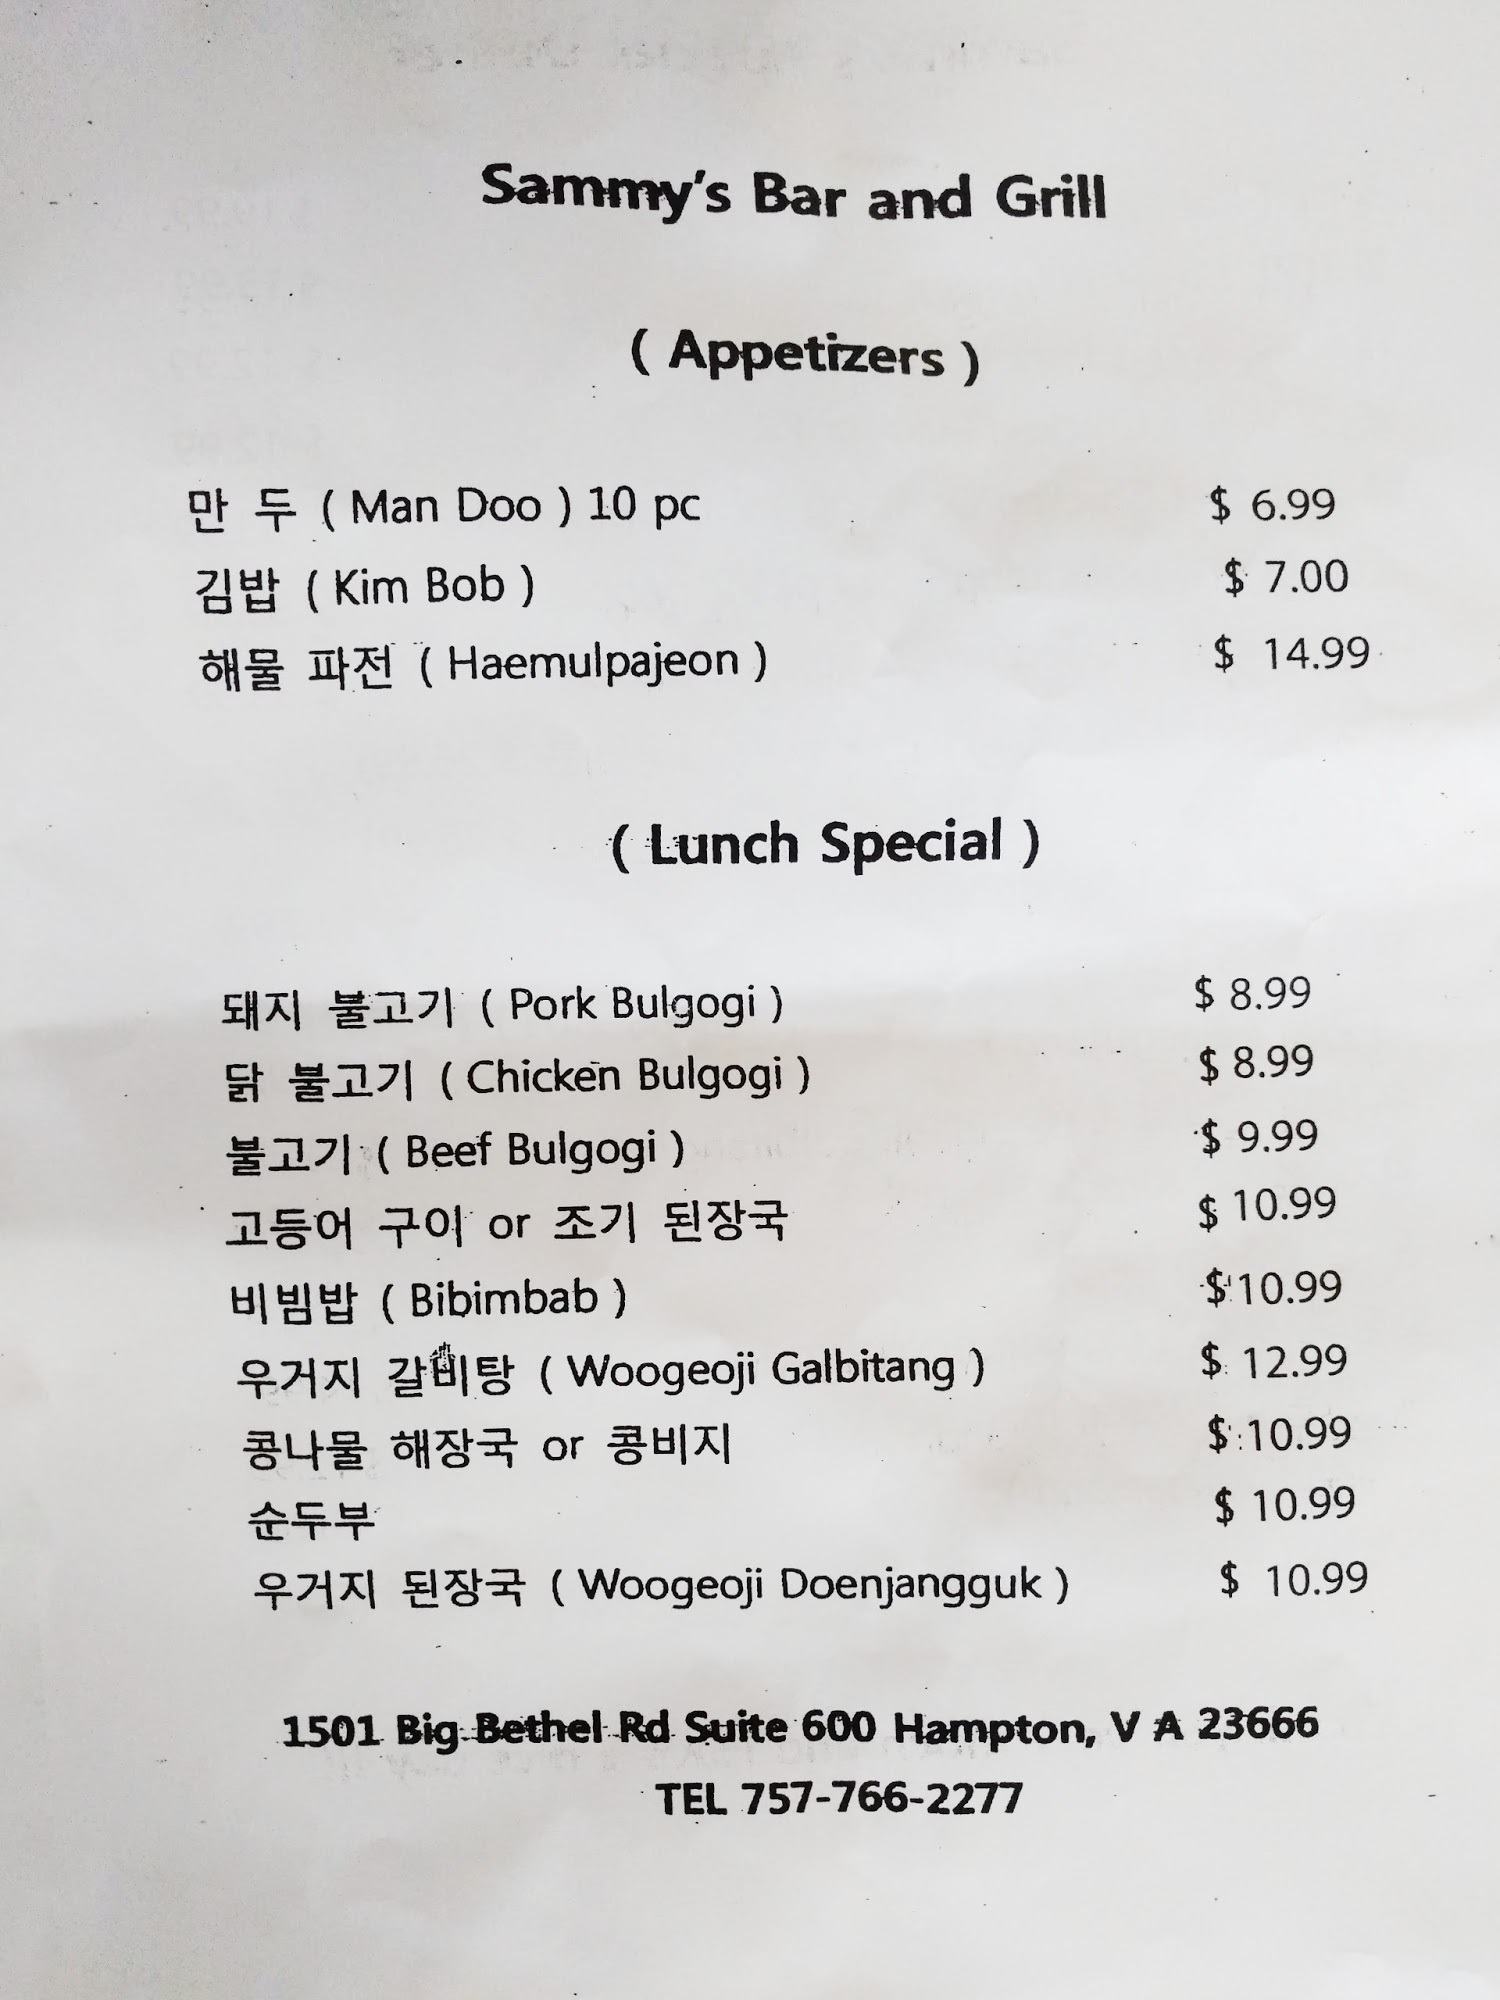 Sammy's Bar and Grill
( Appetizers )
만 두 ( Man Doo ) 10 pc $ 6.99
김밥 ( Kim Bob ) $ 7.00
해물 파전 ( Haemulpajeon ) $ 14.99
( Lunch Special )
돼지 불고기 ( Pork Bulgogi ) $ 8.99
닭 불고기 ( Chicken Bulgogi ) $ 8.99
불고기 ( Beef Bulgogi ) $ 9.99
고등어 구이 or 조기 된장국 $ 10.99
비빔밥 ( Bibimbab ) $ 10.99
우거지 갈비탕 ( Woogeoji Galbitang ) $ 12.99
콩나물 해장국 or 콩비지 $ 10.99
순두부 $ 10.99
우거지 된장국 ( Woogeoji Doenjangguk ) $ 10.99
1501 Big Bethel Rd Suite 600 Hampton, V A 23666
TEL 757-766-2277